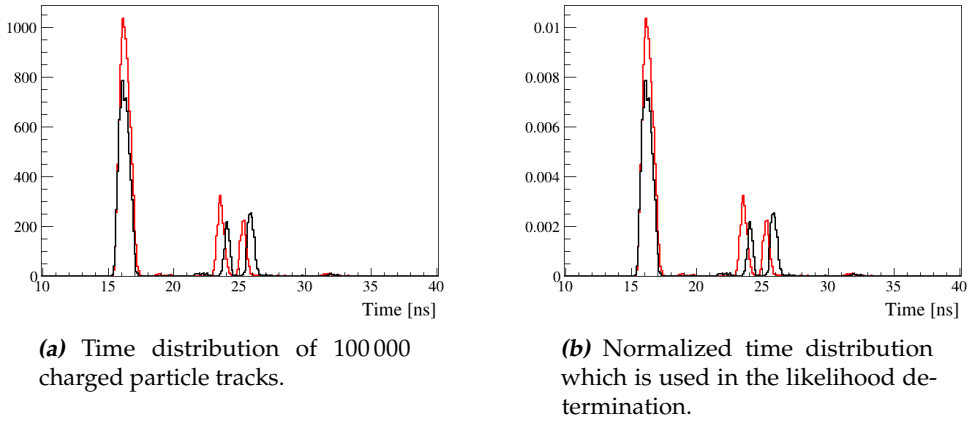 1000
800
600
400
200
0
10 15 20 25 30 35 40
Time [ns]
(a) Time distribution of 100 000
charged particle tracks.
0.01
0.008
0.006
0.004
0.002
0
10 15 20 25 30 35 40
Time [ns]
(b) Normalized time distribution
which is used in the likelihood de-
termination.